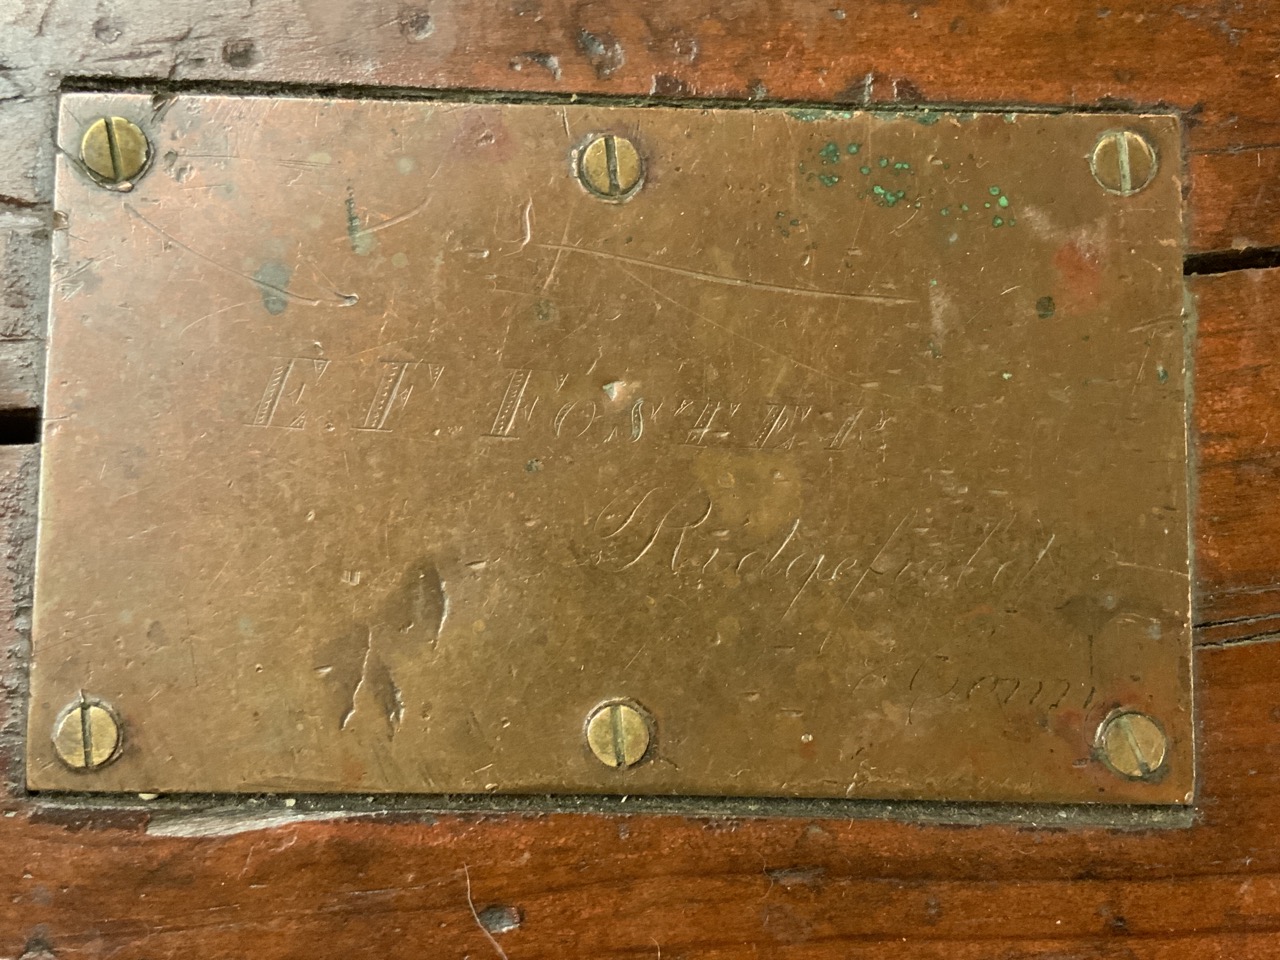 E. F. FOSTER
Ridgefield
Conn